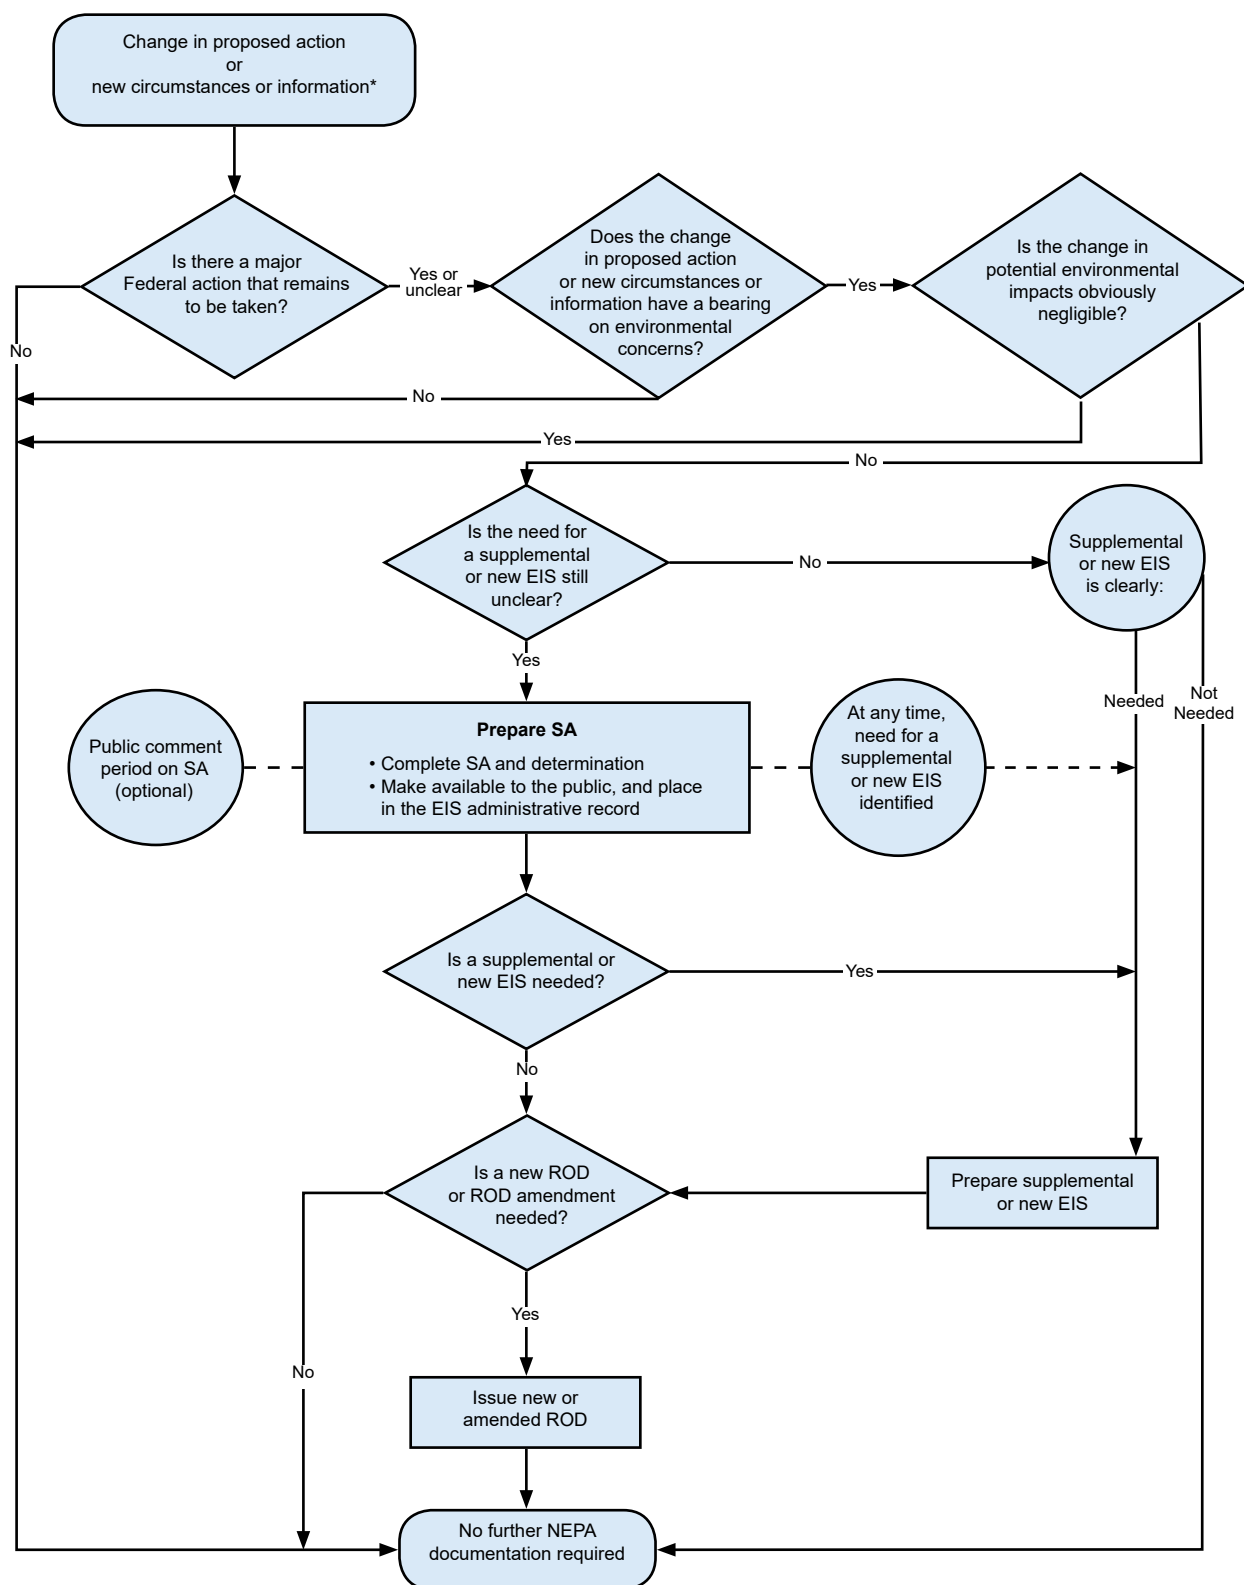 Change in proposed action
or
new circumstances or information*
Is there a major
Federal action that remains
to be taken?
Yes or
unclear
Does the change
in proposed action
or new circumstances or
information have a bearing
on environmental
concerns?
Yes
Is the change in
potential environmental
impacts obviously
negligible?
No
No
Yes
No
Is the need for
a supplemental
or new EIS still
unclear?
No
Supplemental
or new EIS
is clearly:
Yes
Needed
Not
Needed
Public comment
period on SA
(optional)
Prepare SA
• Complete SA and determination
• Make available to the public, and place
in the EIS administrative record
At any time,
need for a
supplemental
or new EIS
identified
Is a supplemental or
new EIS needed?
Yes
No
Is a new ROD
or ROD amendment
needed?
Prepare supplemental
or new EIS
Yes
No
Issue new or
amended ROD
No further NEPA
documentation required